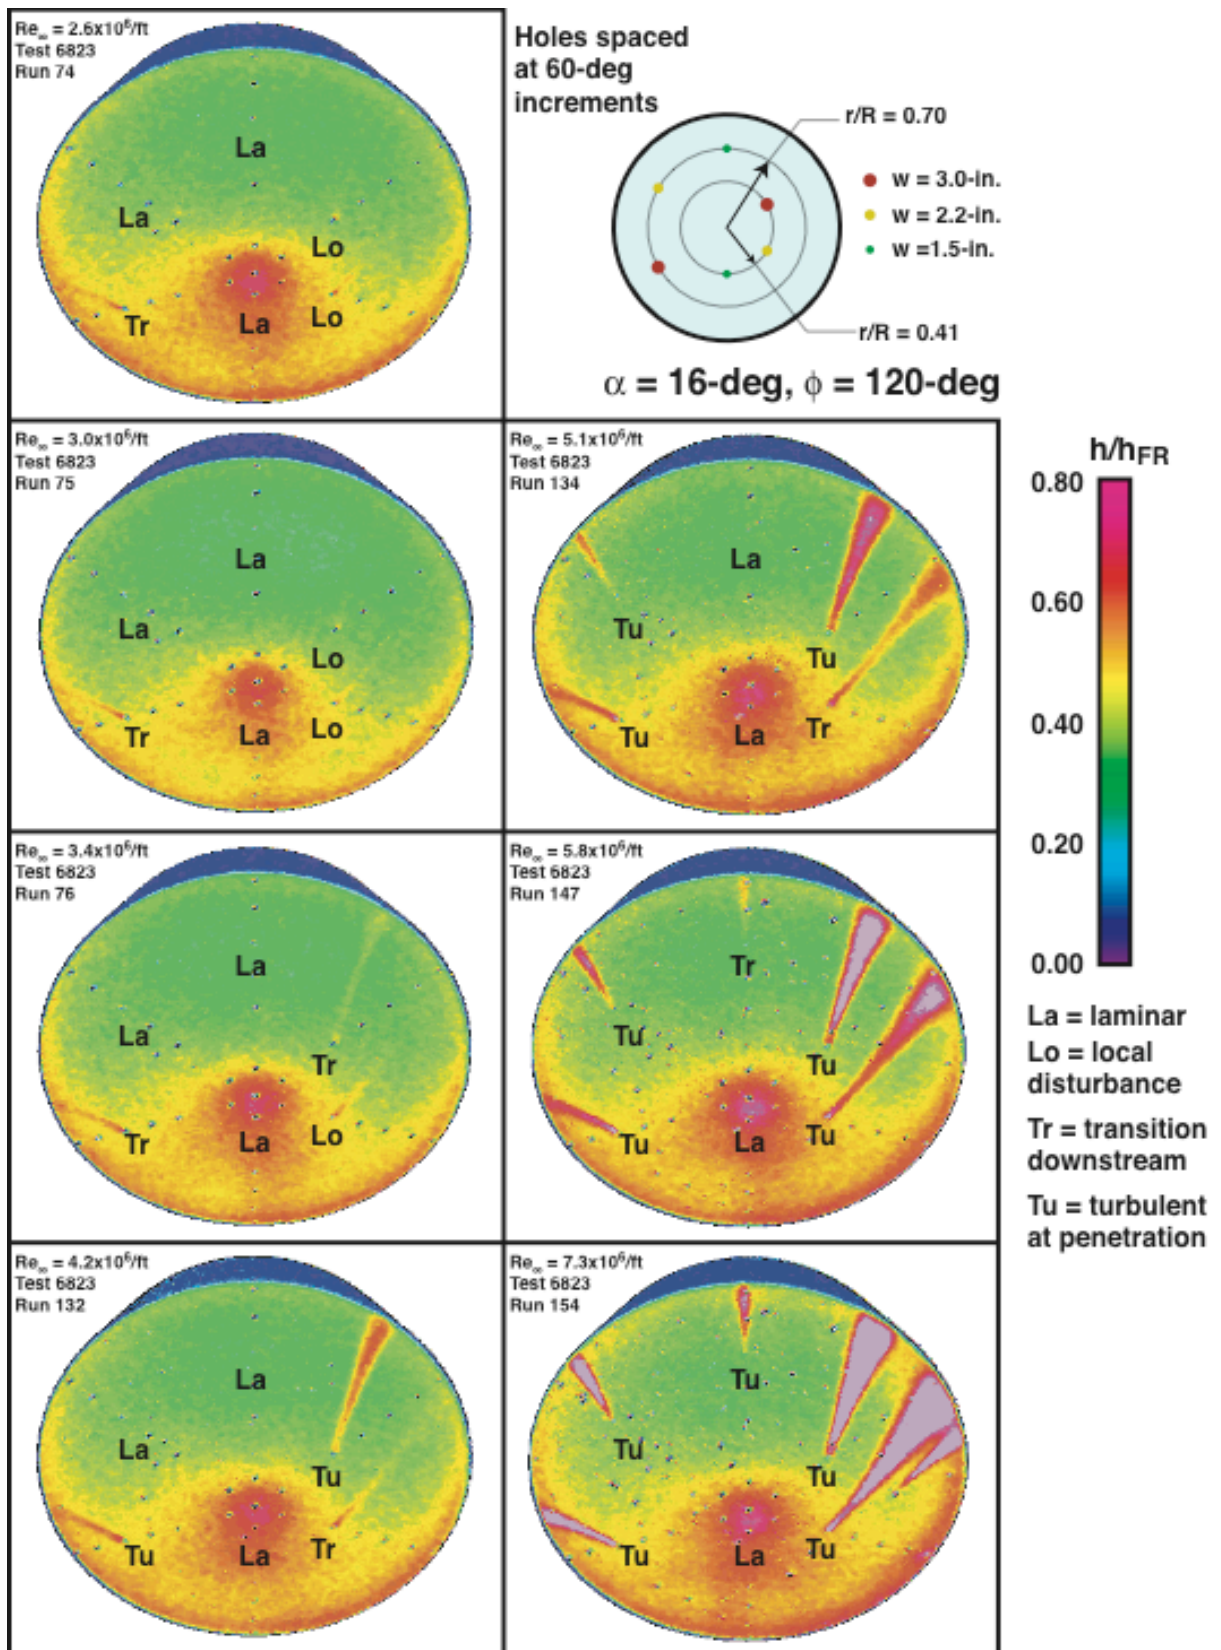 Re∞ = 2.6x10⁶/ft
Test 6823
Run 74
La
La
Lo
Tr
La
Lo
Holes spaced
at 60-deg
increments
r/R = 0.70
w = 3.0-in.
w = 2.2-in.
w =1.5-in.
r/R = 0.41
α = 16-deg, ϕ = 120-deg
Re∞ = 3.0x10⁶/ft
Test 6823
Run 75
La
La
Lo
Tr
La
Lo
Re∞ = 5.1x10⁶/ft
Test 6823
Run 134
La
Tu
Tu
Tu
La
Tr
Re∞ = 3.4x10⁶/ft
Test 6823
Run 76
La
La
Tr
Tr
La
Lo
Re∞ = 5.8x10⁶/ft
Test 6823
Run 147
Tr
Tu
Tu
Tu
La
Tu
Re∞ = 4.2x10⁶/ft
Test 6823
Run 132
La
La
Tu
Tu
La
Tr
Re∞ = 7.3x10⁶/ft
Test 6823
Run 154
Tu
Tu
Tu
Tu
La
Tu
h/hFR
0.80
0.60
0.40
0.20
0.00
La = laminar
Lo = local
disturbance
Tr = transition
downstream
Tu = turbulent
at penetration